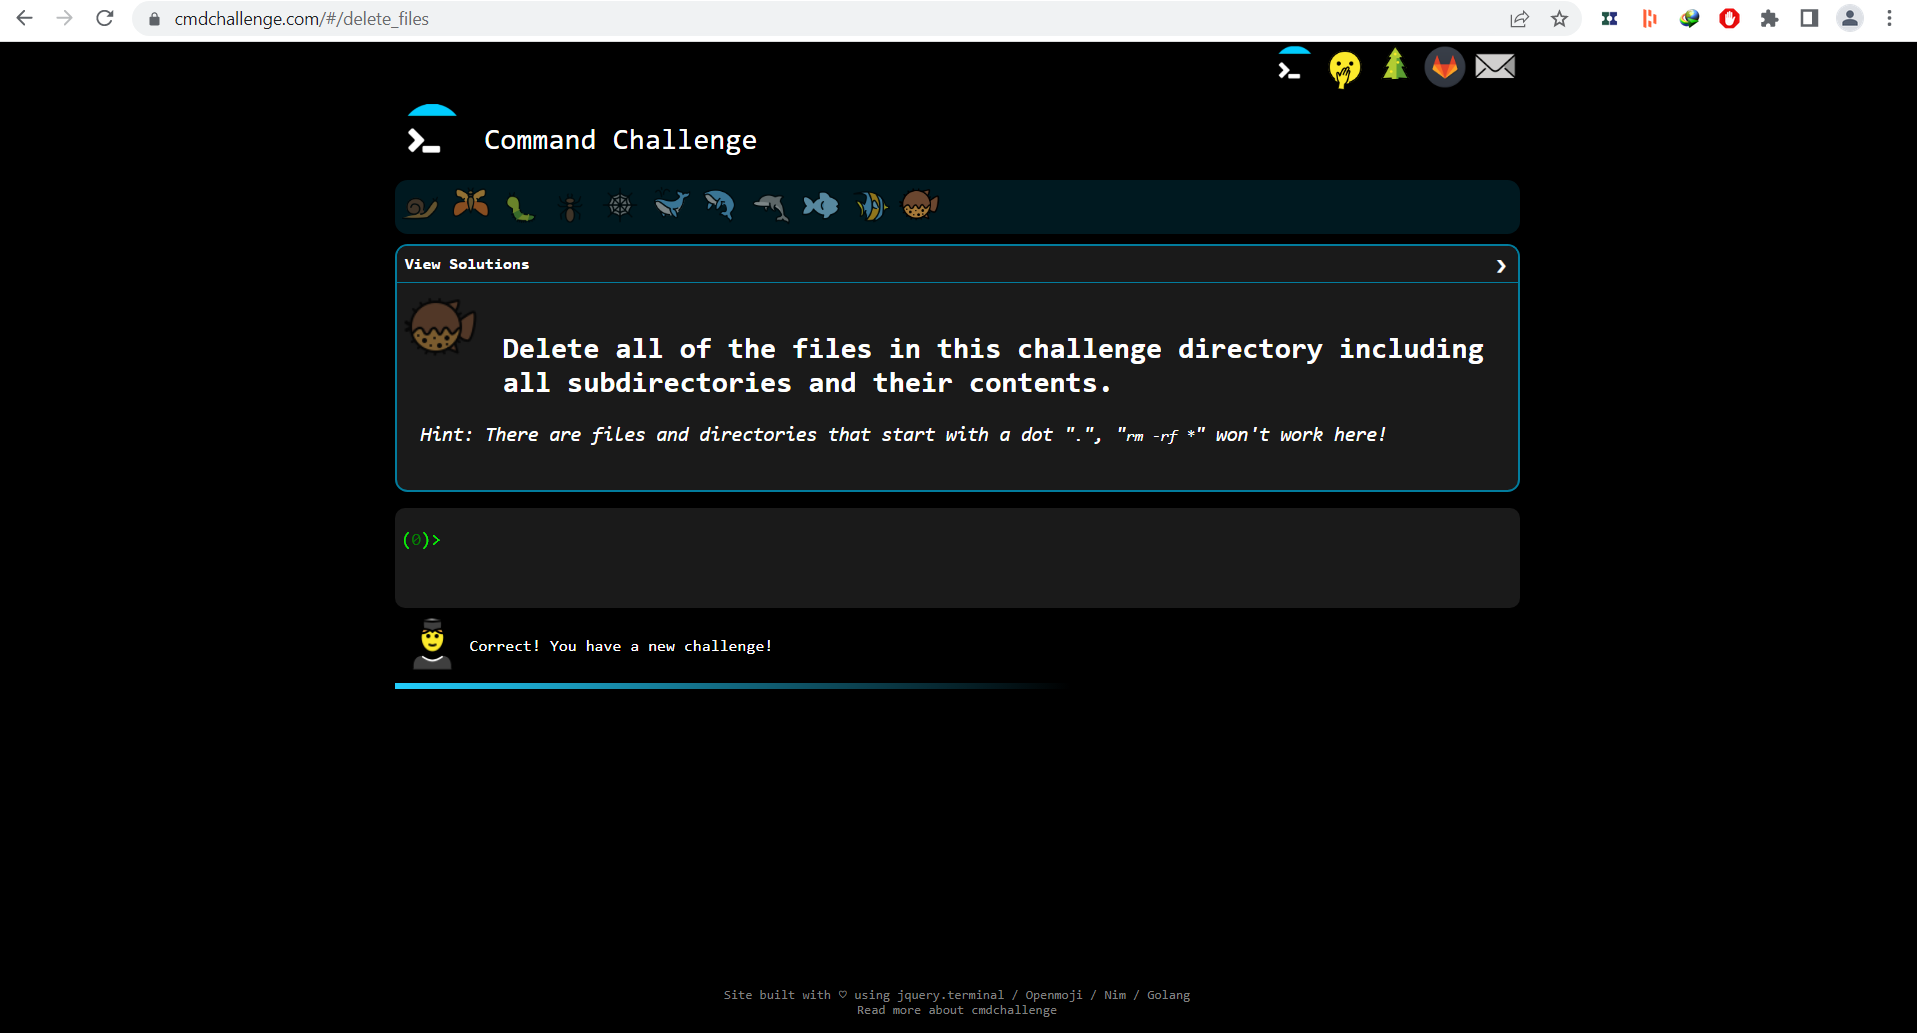 cmdchallenge.com/#/delete_files
Command Challenge
View Solutions
Delete all of the files in this challenge directory including
all subdirectories and their contents.
Hint: There are files and directories that start with a dot ".", "rm -rf *" won't work here!
(0)>
Correct! You have a new challenge!
Site built with ♡ using jquery.terminal / Openmoji / Nim / Golang
Read more about cmdchallenge